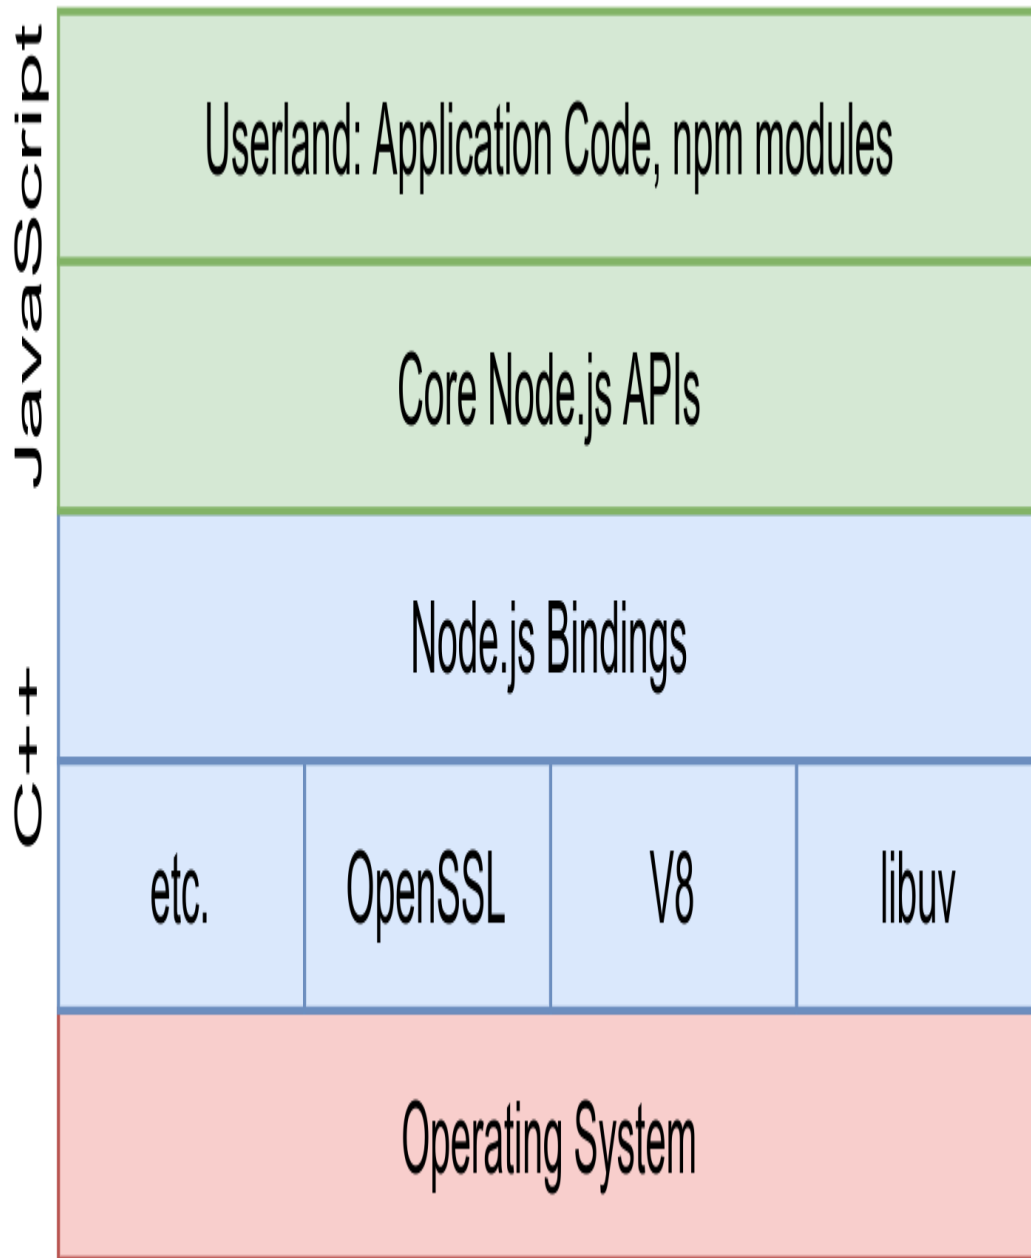 JavaScript
Userland: Application Code, npm modules
Core Node.js APIs
C++
Node.js Bindings
etc.
OpenSSL
V8
libuv
Operating System